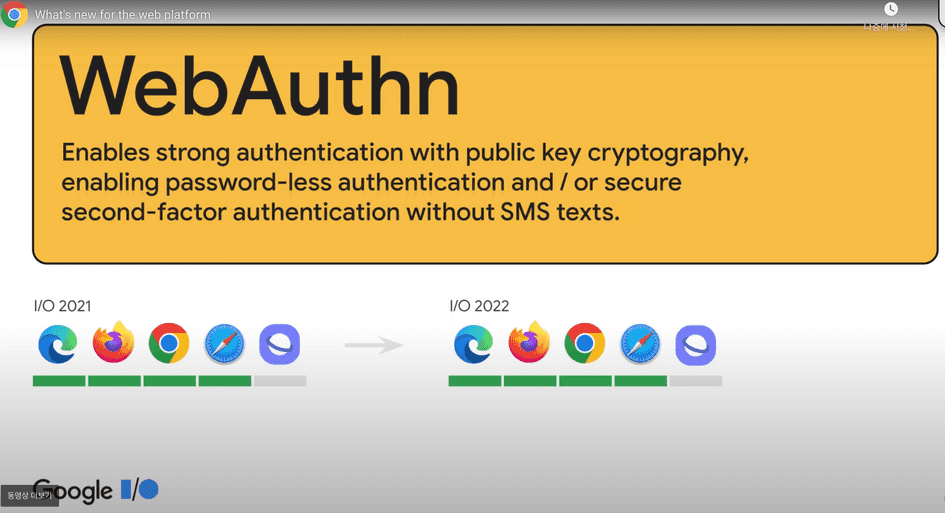 What's new for the web platform
나중에 시청...
WebAuthn
Enables strong authentication with public key cryptography,
enabling password-less authentication and / or secure
second-factor authentication without SMS texts.
I/O 2021
I/O 2022
Google I/O
동영상 더보기